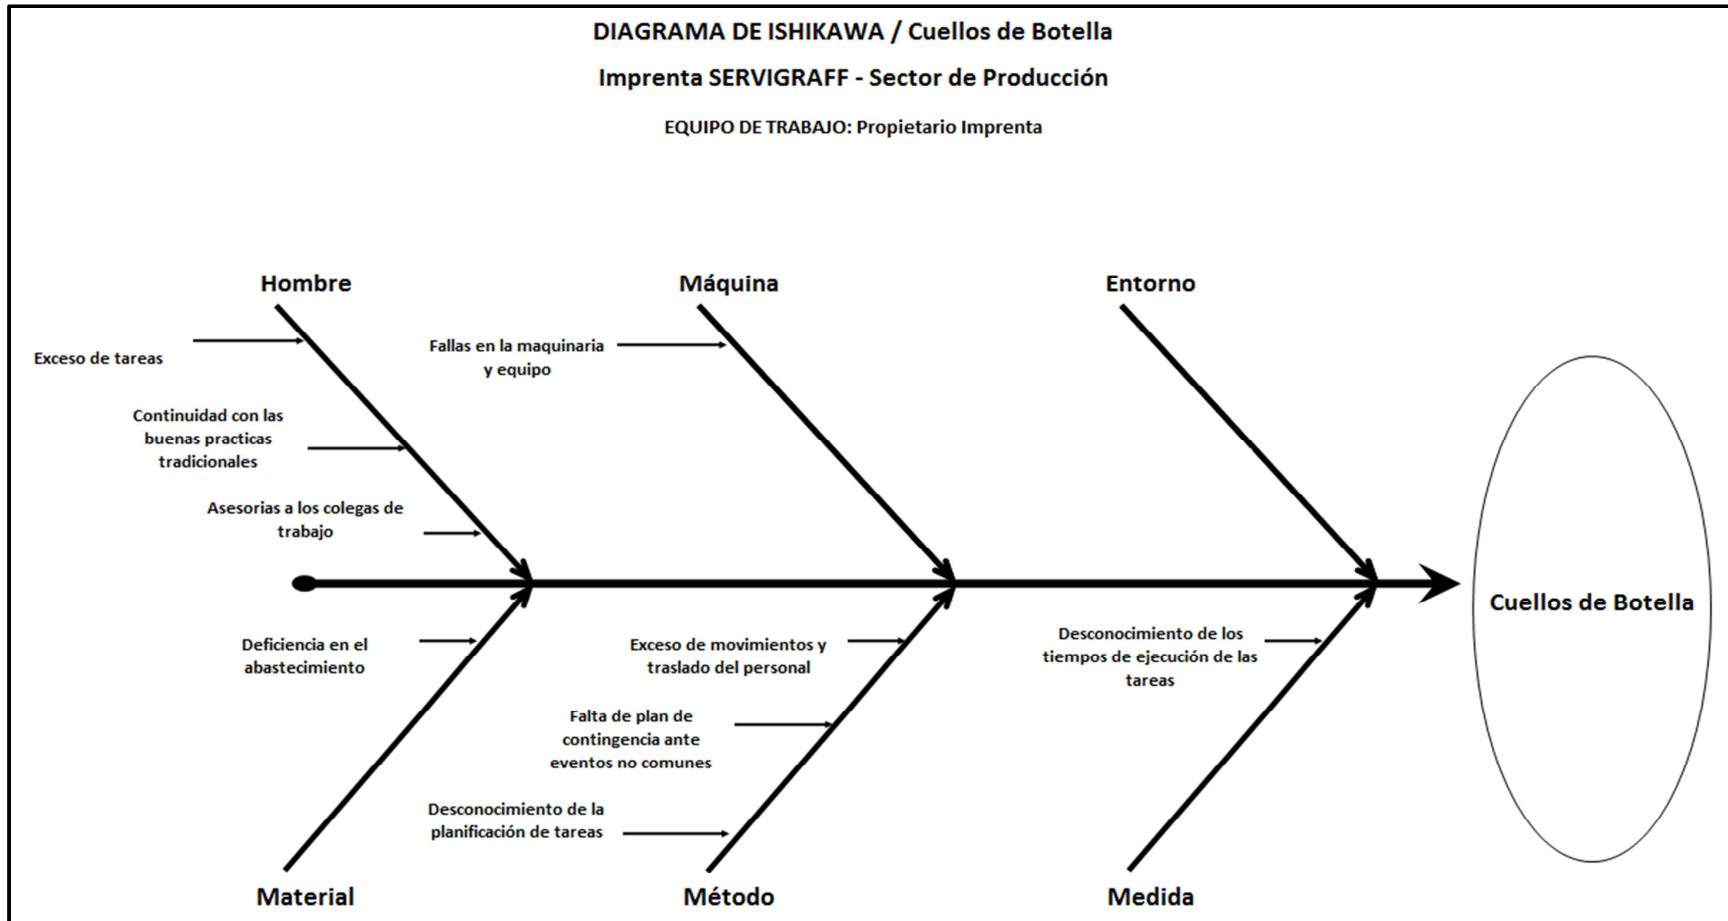 DIAGRAMA DE ISHIKAWA / Cuellos de Botella
Imprenta SERVIGRAFF - Sector de Producción
EQUIPO DE TRABAJO: Propietario Imprenta
Hombre
Máquina
Entorno
Exceso de tareas
Fallas en la maquinaria
y equipo
Continuidad con las
buenas practicas
tradicionales
Asesorias a los colegas de
trabajo
Cuellos de Botella
Deficiencia en el
abastecimiento
Exceso de movimientos y
traslado del personal
Desconocimiento de los
tiempos de ejecución de las
tareas
Falta de plan de
contingencia ante
eventos no comunes
Desconocimiento de la
planificación de tareas
Material
Método
Medida